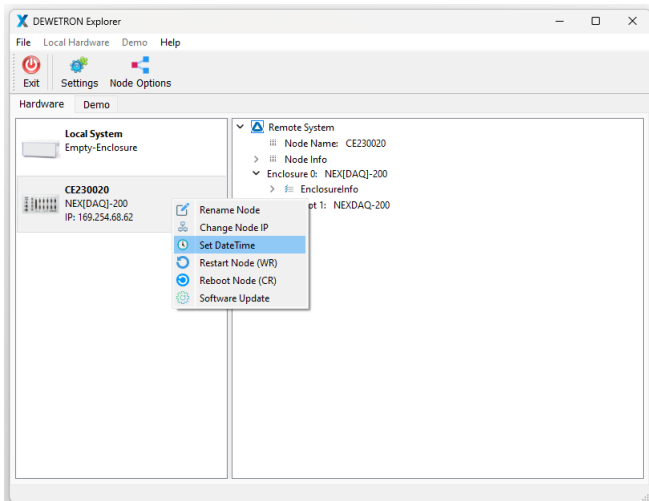 DEWETRON Explorer
File Local Hardware Demo Help
Exit Settings Node Options
Hardware Demo
Local System
Empty-Enclosure
CE230020
NEX[DAQ]-200
IP: 169.254.68.62
Remote System
Node Name: CE230020
Node Info
Enclosure 0: NEX[DAQ]-200
EnclosureInfo
ot 1: NEXDAQ-200
Rename Node
Change Node IP
Set DateTime
Restart Node (WR)
Reboot Node (CR)
Software Update